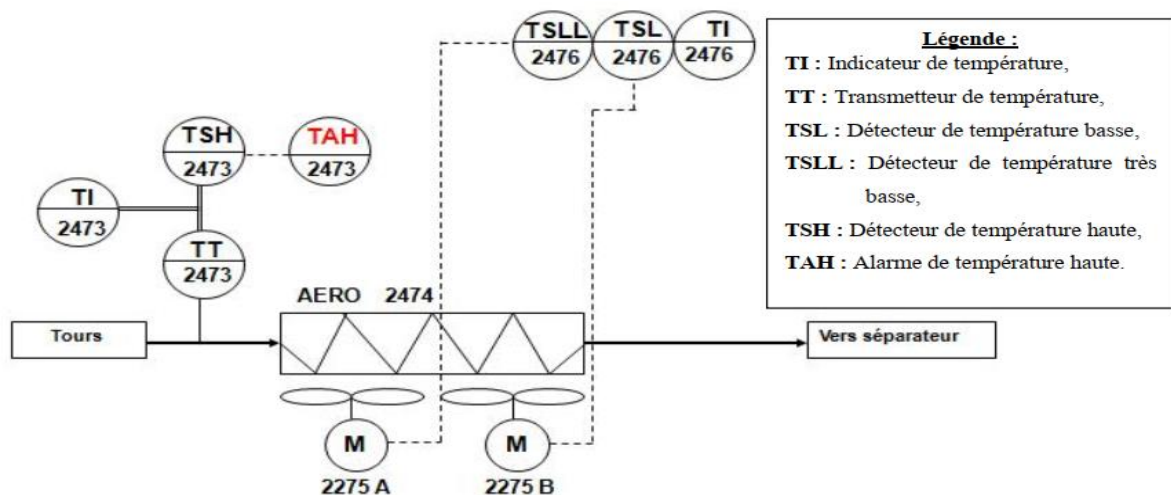 TSLL
2476
TSL
2476
TI
2476
TSH
2473
TAH
2473
TI
2473
TT
2473
AERO 2474
Tours
Vers séparateur
M
2275 A
M
2275 B
Légende :
TI : Indicateur de température,
TT : Transmetteur de température,
TSL : Détecteur de température basse,
TSLL : Détecteur de température très
basse,
TSH : Détecteur de température haute,
TAH : Alarme de température haute.